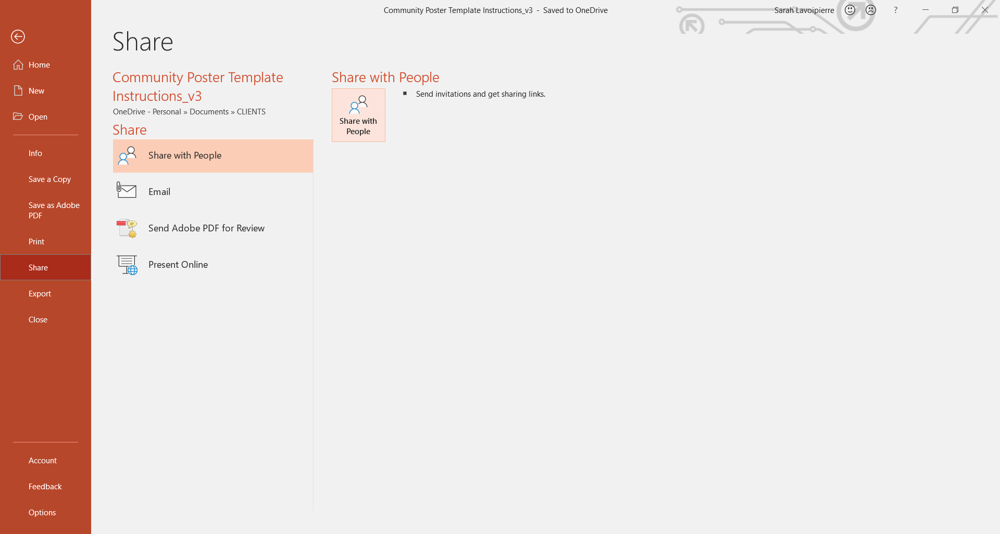 Community Poster Template Instructions_v3 - Saved to OneDrive
Sarah Lavoipierre
?
Home
New
Open
Info
Save a Copy
Save as Adobe
PDF
Print
Share
Export
Close
Account
Feedback
Options
Share
Community Poster Template
Instructions_v3
OneDrive - Personal » Documents » CLIENTS
Share
Share with People
Email
Send Adobe PDF for Review
Present Online
Share with People
Share with
People
Send invitations and get sharing links.